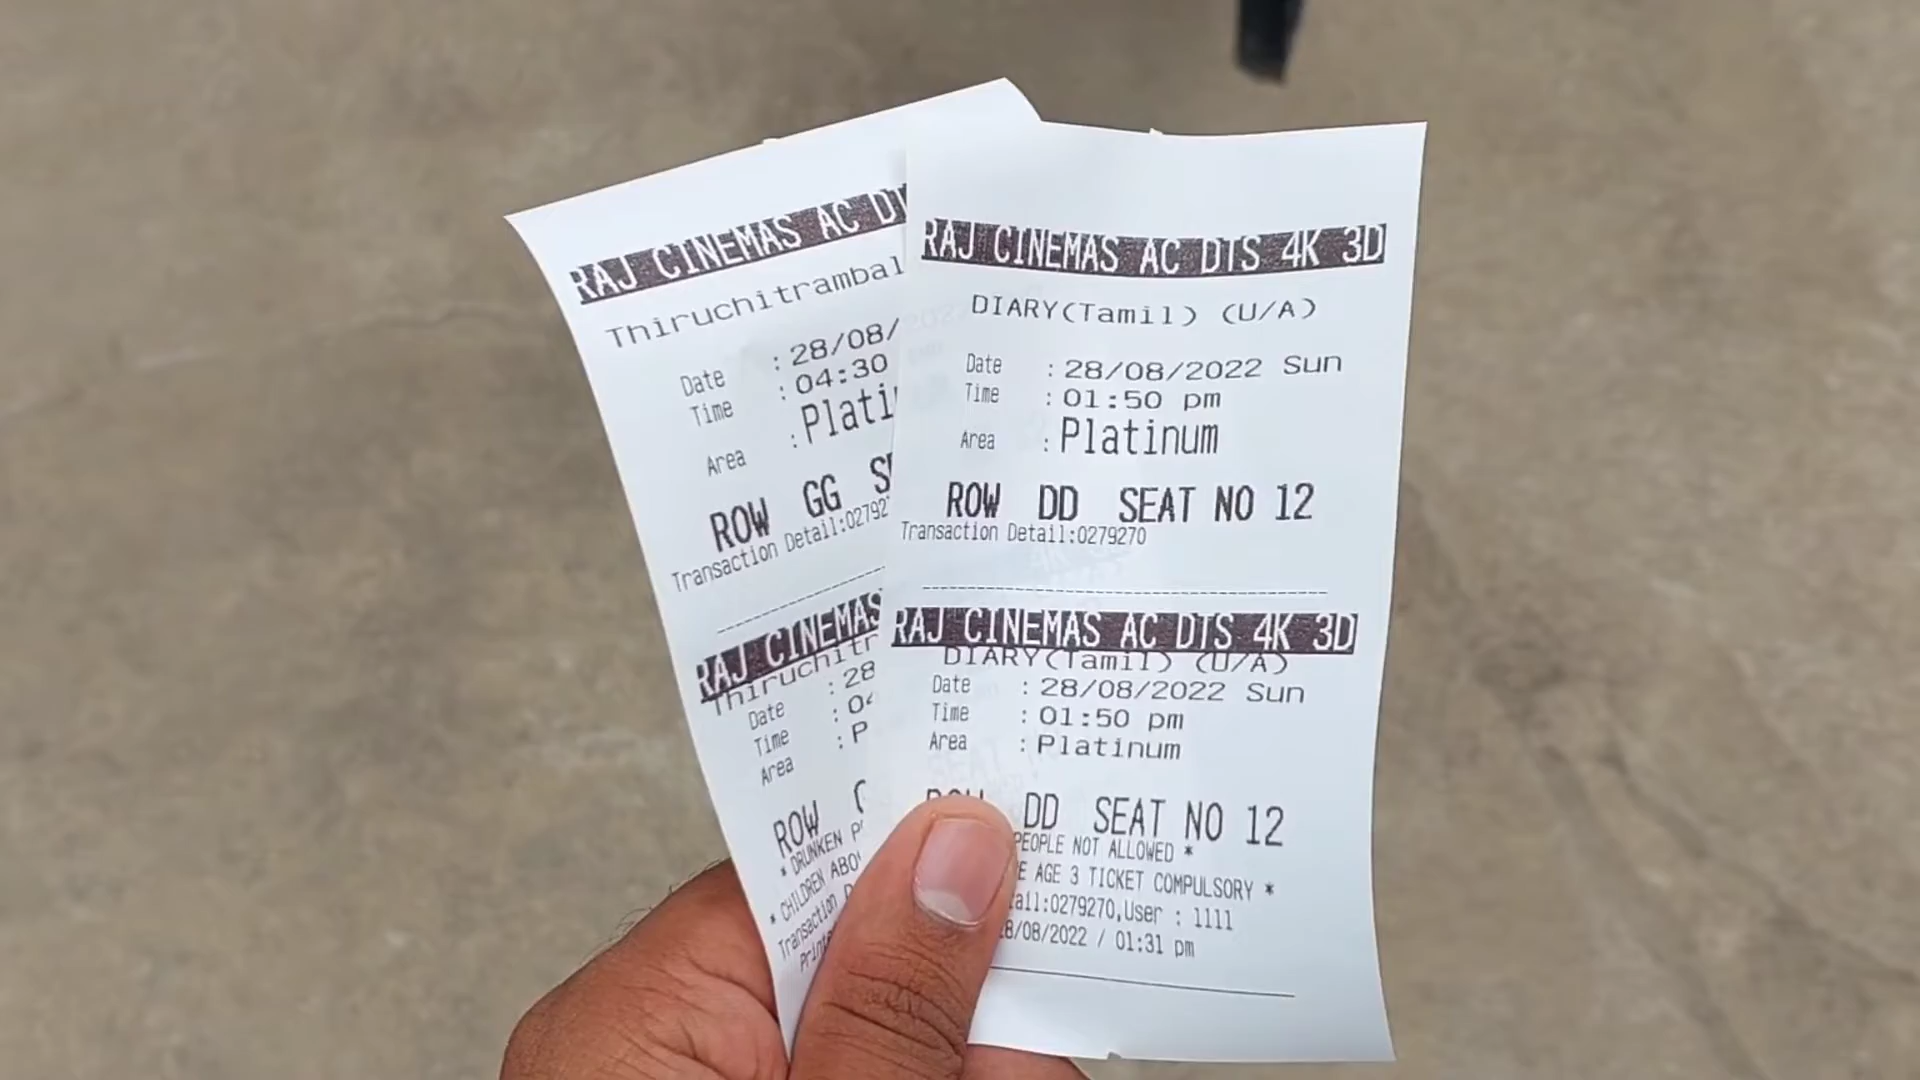 RAJ CINEMAS AC DT
Thiruchitrambal
Date : 28/08/
Time : 04:30
Area : Plati
ROW GG
Transaction Detail:02792
RAJ CINEMAS
Thiruchitr
Date : 28
Time : 04
Area : P
ROW
* DRUNKEN P
* CHILDREN ABO
Transaction D
Printe
RAJ CINEMAS AC DTS 4K 3D
DIARY(Tamil) (U/A)
Date : 28/08/2022 Sun
Time : 01:50 pm
Area : Platinum
ROW DD SEAT NO 12
Transaction Detail:0279270
RAJ CINEMAS AC DTS 4K 3D
DIARY(Tamil) (U/A)
Date : 28/08/2022 Sun
Time : 01:50 pm
Area : Platinum
ROW DD SEAT NO 12
PEOPLE NOT ALLOWED *
E AGE 3 TICKET COMPULSORY *
ail:0279270,User : 1111
28/08/2022 / 01:31 pm